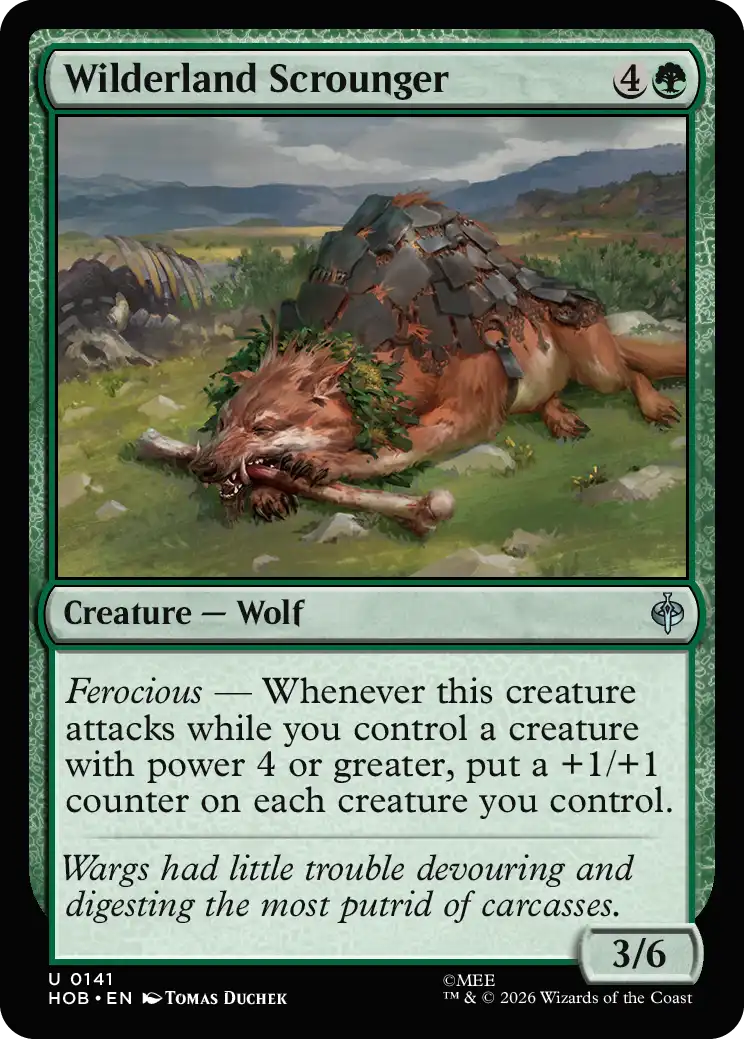 Wilderland Scrounger 4
Creature — Wolf
Ferocious — Whenever this creature
attacks while you control a creature
with power 4 or greater, put a +1/+1
counter on each creature you control.
Wargs had little trouble devouring and
digesting the most putrid of carcasses.
3/6
U 0141
HOB • EN Tomas Duchek
©MEE
™ & © 2026 Wizards of the Coast